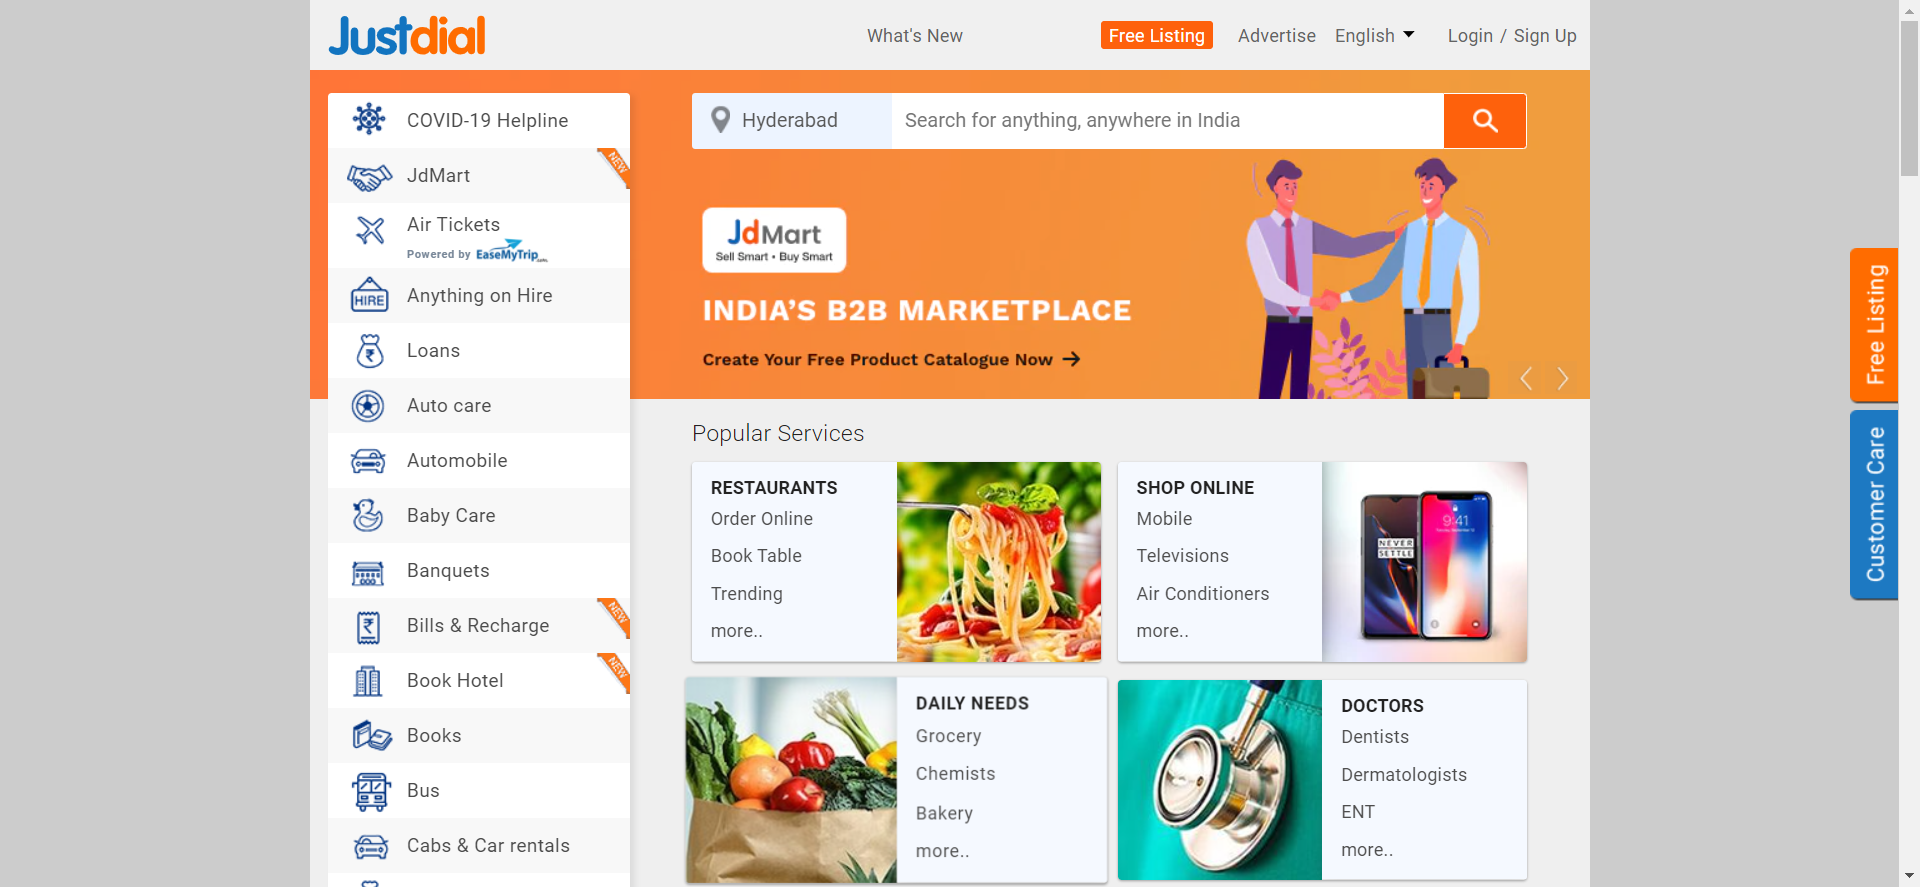 Justdial
What's New
Free Listing
Advertise
English
Login / Sign Up
COVID-19 Helpline
JdMart
NEW
Air Tickets
Powered by EaseMyTrip.com
HIRE
Anything on Hire
Loans
Auto care
Automobile
Baby Care
Banquets
Bills & Recharge
NEW
Book Hotel
NEW
Books
Bus
Cabs & Car rentals
Hyderabad
Search for anything, anywhere in India
JdMart
Sell Smart • Buy Smart
INDIA'S B2B MARKETPLACE
Create Your Free Product Catalogue Now →
Popular Services
RESTAURANTS
Order Online
Book Table
Trending
more..
SHOP ONLINE
Mobile
Televisions
Air Conditioners
more..
NEVER
SETTLE
9:41
DAILY NEEDS
Grocery
Chemists
Bakery
more..
DOCTORS
Dentists
Dermatologists
ENT
more..
Free Listing
Customer Care